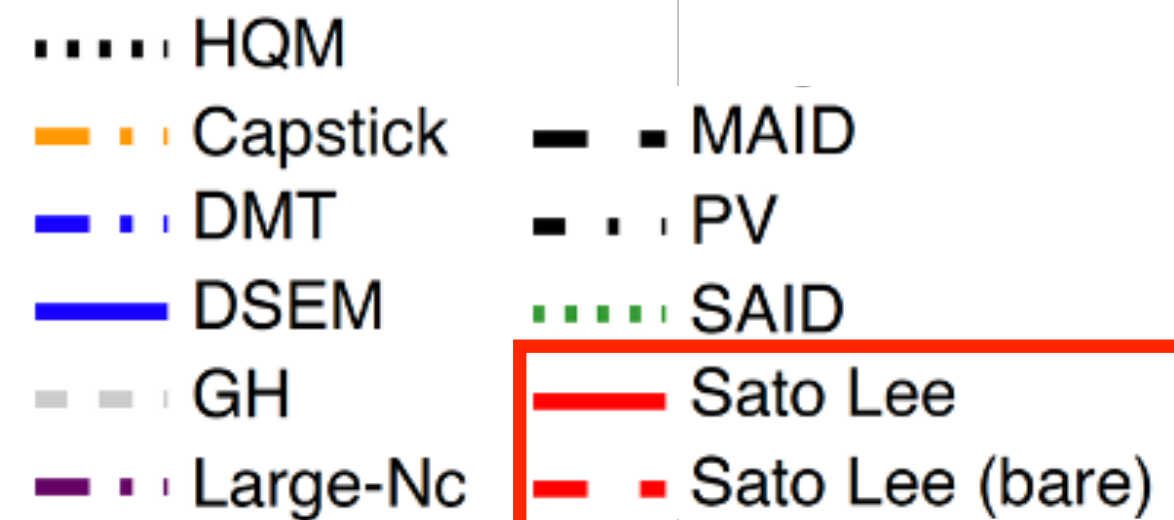 HQM
Capstick
DMT
DSEM
GH
Large-Nc
MAID
PV
SAID
Sato Lee
Sato Lee (bare)